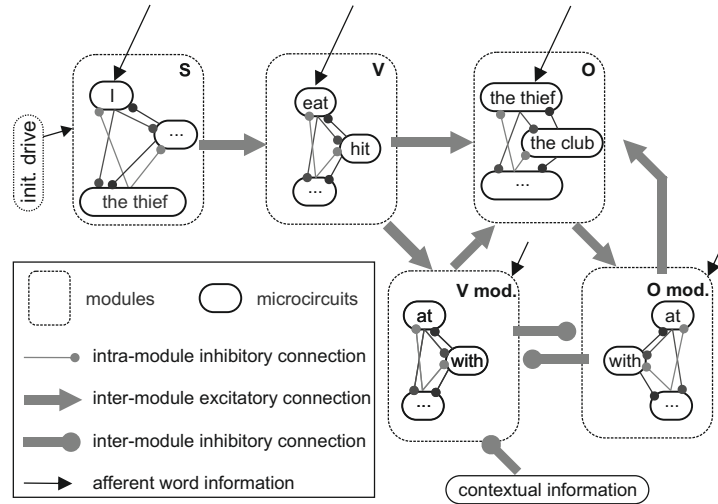 S
I
...
the thief
init. drive
V
eat
hit
...
O
the thief
the club
...
V mod.
at
with
...
O mod.
at
with
...
modules
microcircuits
intra-module inhibitory connection
inter-module excitatory connection
inter-module inhibitory connection
afferent word information
contextual information